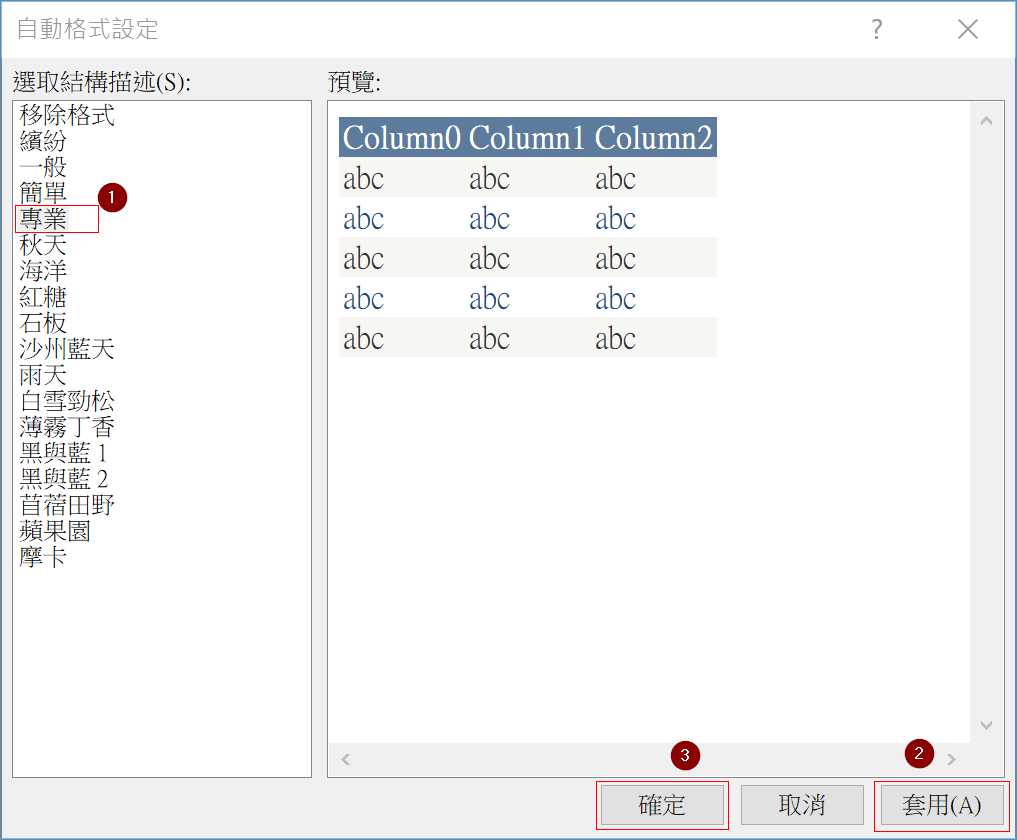 自動格式設定
?
選取結構描述(S):
預覽:
移除格式
繽紛
一般
簡單
1
專業
秋天
海洋
紅糖
石板
沙州藍天
雨天
白雪勁松
薄霧丁香
黑與藍 1
黑與藍 2
苜蓿田野
蘋果園
摩卡
Column0 Column1 Column2
abc abc abc
abc abc abc
abc abc abc
abc abc abc
abc abc abc
3
2
確定 取消 套用(A)